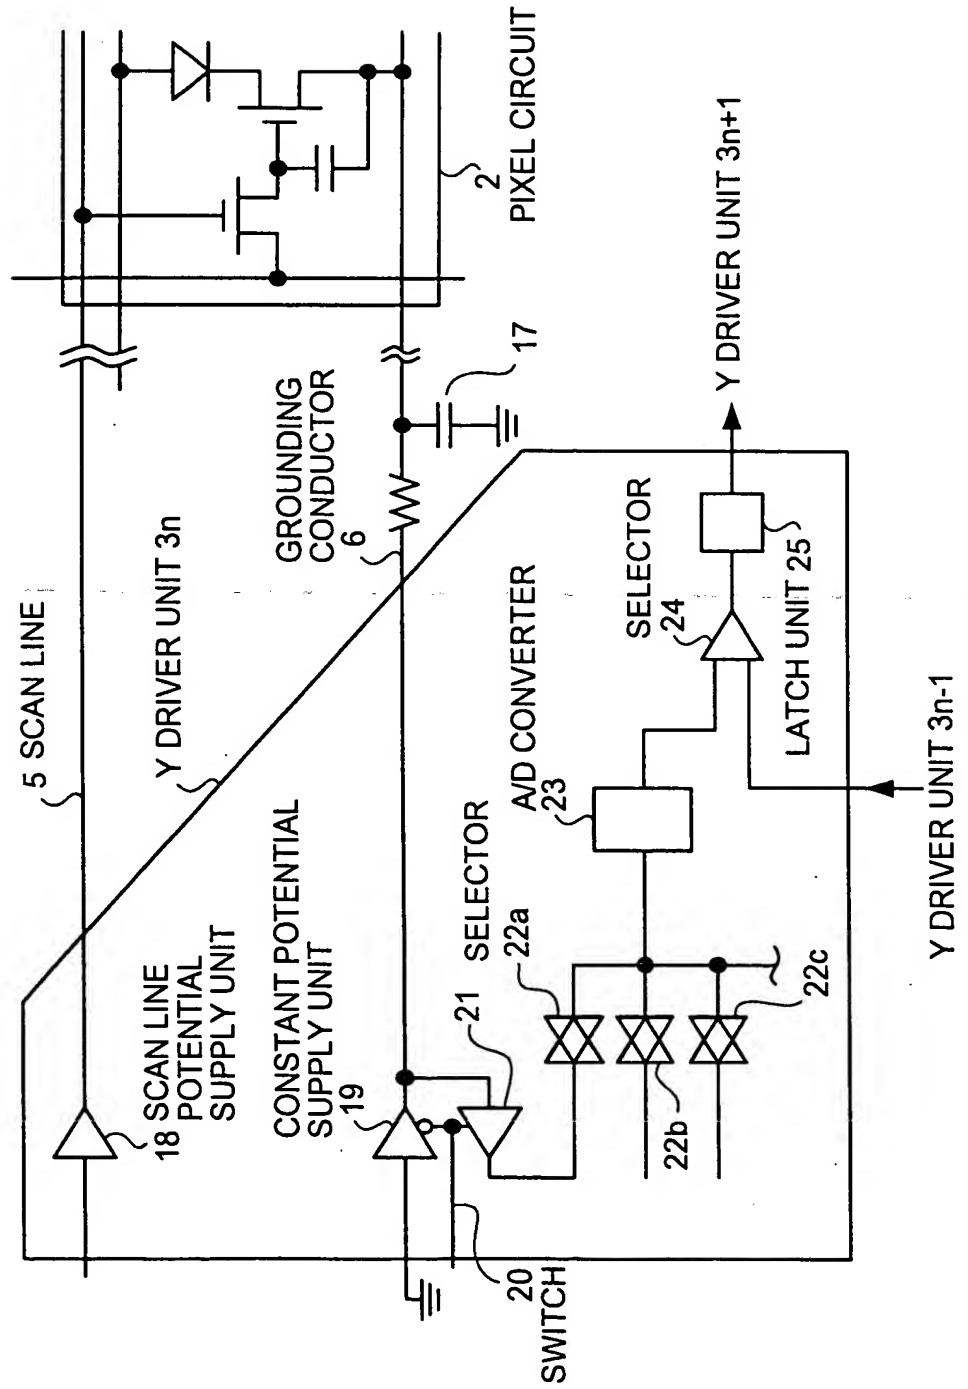 5 SCAN LINE
Y DRIVER UNIT 3n
18 SCAN LINE
POTENTIAL
SUPPLY UNIT
CONSTANT POTENTIAL
SUPPLY UNIT
19
GROUNDING
CONDUCTOR
6
17
2
PIXEL CIRCUIT
20
SWITCH
21
SELECTOR
22a
22b
22c
A/D CONVERTER
23
SELECTOR
24
LATCH UNIT 25
Y DRIVER UNIT 3n+1
Y DRIVER UNIT 3n-1